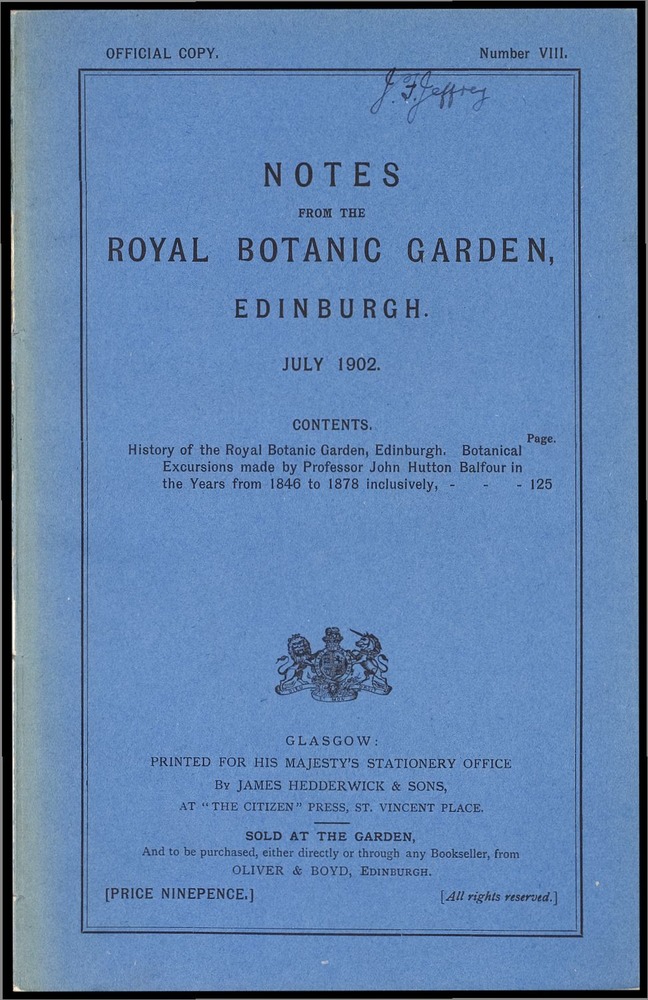 OFFICIAL COPY. Number VIII.
J. F. Jeffrey
NOTES
FROM THE
ROYAL BOTANIC GARDEN,
EDINBURGH.
JULY 1902.
CONTENTS.
Page.
History of the Royal Botanic Garden, Edinburgh. Botanical
Excursions made by Professor John Hutton Balfour in
the Years from 1846 to 1878 inclusively, - - - 125
GLASGOW:
PRINTED FOR HIS MAJESTY'S STATIONERY OFFICE
By JAMES HEDDERWICK & SONS,
AT "THE CITIZEN" PRESS, ST. VINCENT PLACE.
SOLD AT THE GARDEN,
And to be purchased, either directly or through any Bookseller, from
OLIVER & BOYD, EDINBURGH.
[PRICE NINEPENCE.] [All rights reserved.]